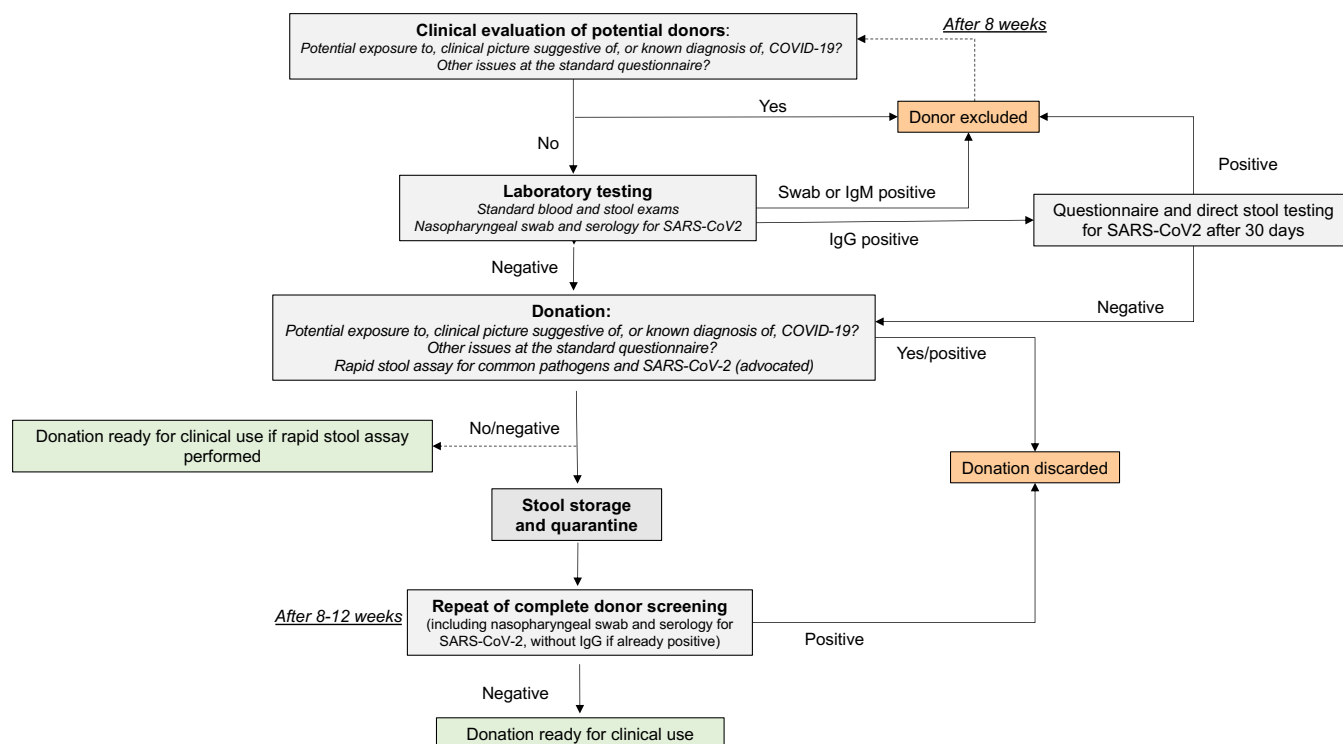 After 8 weeks
Clinical evaluation of potential donors:
Potential exposure to, clinical picture suggestive of, or known diagnosis of, COVID-19?
Other issues at the standard questionnaire?
Yes
Donor excluded
No
Positive
Laboratory testing
Standard blood and stool exams
Nasopharyngeal swab and serology for SARS-CoV2
Swab or IgM positive
IgG positive
Questionnaire and direct stool testing
for SARS-CoV2 after 30 days
Negative
Negative
Donation:
Potential exposure to, clinical picture suggestive of, or known diagnosis of, COVID-19?
Other issues at the standard questionnaire?
Rapid stool assay for common pathogens and SARS-CoV-2 (advocated)
Yes/positive
No/negative
Donation ready for clinical use if rapid stool assay
performed
Donation discarded
Stool storage
and quarantine
After 8-12 weeks
Repeat of complete donor screening
(including nasopharyngeal swab and serology for
SARS-CoV-2, without IgG if already positive)
Positive
Negative
Donation ready for clinical use